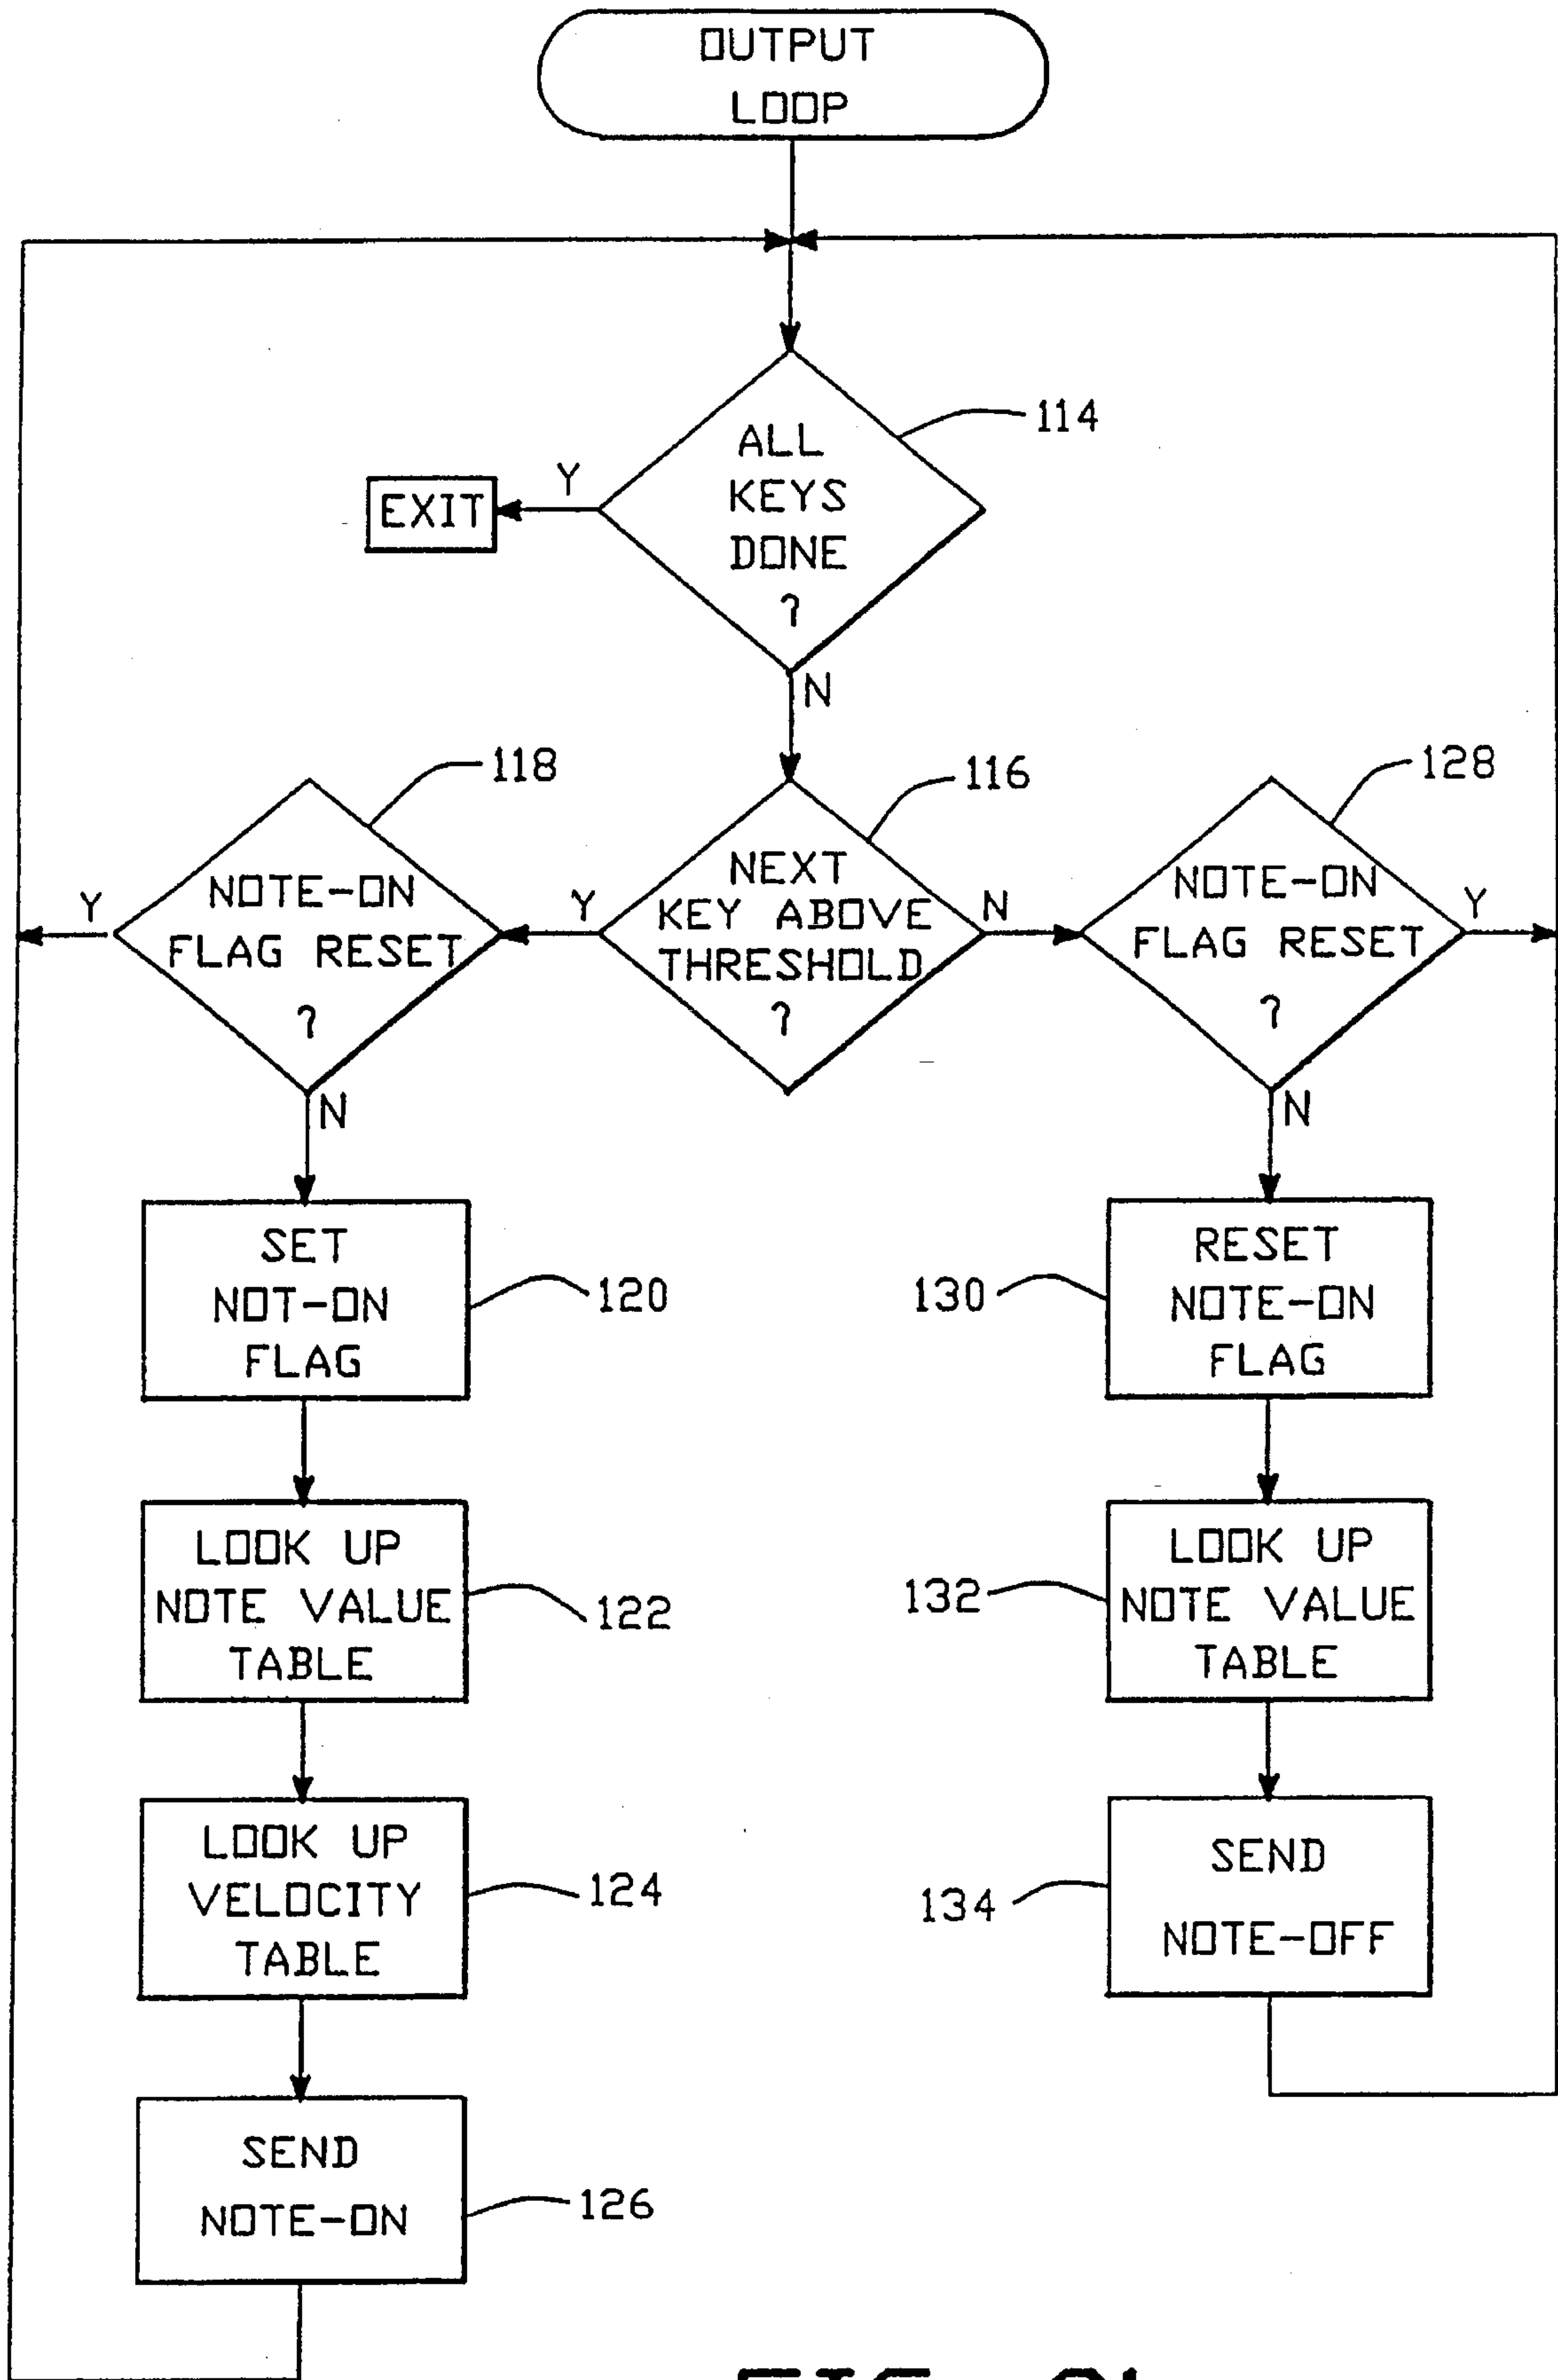 OUTPUT
LOOP
114
ALL
KEYS
DONE
?
Y
EXIT
N
118
116
128
NOTE-ON
FLAG RESET
?
Y
N
NEXT
KEY ABOVE
THRESHOLD
?
Y
N
NOTE-ON
FLAG RESET
?
Y
N
SET
NOT-ON
FLAG
120
LOOK UP
NOTE VALUE
TABLE
122
LOOK UP
VELOCITY
TABLE
124
SEND
NOTE-ON
126
RESET
NOTE-ON
FLAG
130
LOOK UP
NOTE VALUE
TABLE
132
SEND
NOTE-OFF
134